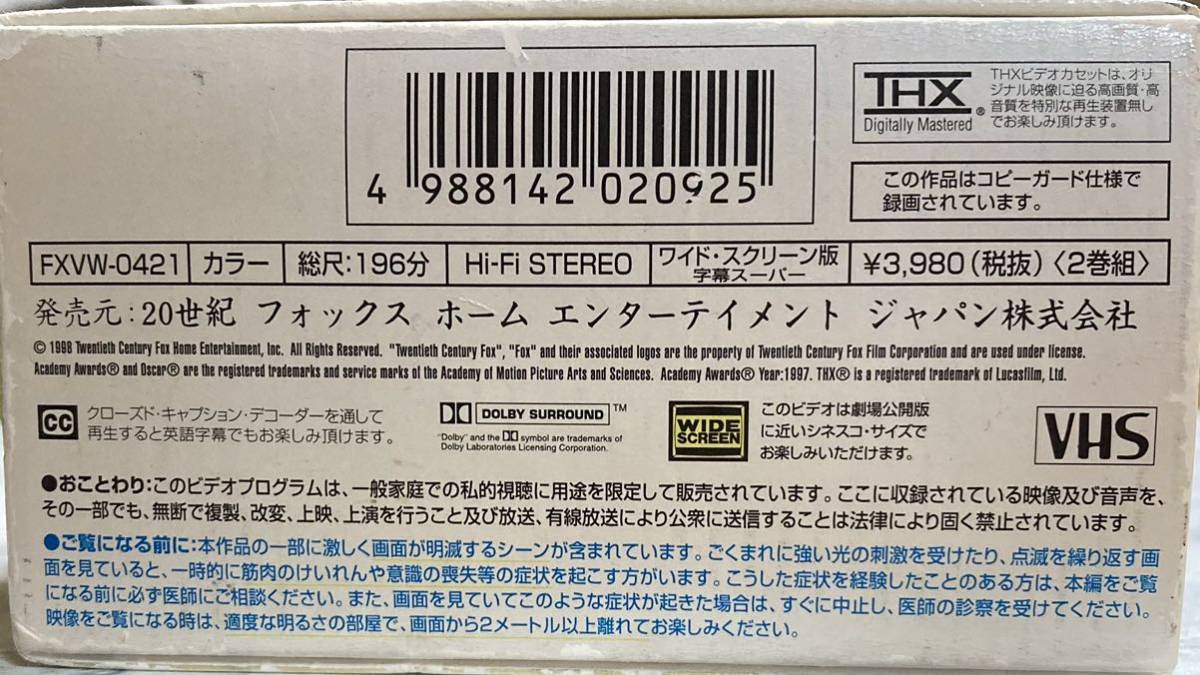 4 988142 020925
THX
Digitally Mastered ®
THXビデオカセットは、オリ
ジナル映像に迫る高画質・高
音質を特別な再生装置無し
でお楽しみ頂けます。
この作品はコピーガード仕様で
録画されています。
FXVW-0421 カラー 総尺:196分 Hi-Fi STEREO ワイド・スクリーン版 字幕スーパー ¥3,980(税抜)〈2巻組〉
発売元:20世紀 フォックス ホーム エンターテイメント ジャパン株式会社
© 1998 Twentieth Century Fox Home Entertainment, Inc. All Rights Reserved. "Twentieth Century Fox", "Fox" and their associated logos are the property of Twentieth Century Fox Film Corporation and are used under license.
Academy Awards® and Oscar® are the registered trademarks and service marks of the Academy of Motion Picture Arts and Sciences. Academy Awards® Year:1997. THX® is a registered trademark of Lucasfilm, Ltd.
CC
クローズド・キャプション・デコーダーを通して
再生すると英語字幕でもお楽しみ頂けます。
DOLBY SURROUND ™
"Dolby" and the symbol are trademarks of
Dolby Laboratories Licensing Corporation.
WIDE
SCREEN
このビデオは劇場公開版
に近いシネスコ・サイズで
お楽しみいただけます。
VHS
●おことわり:このビデオプログラムは、一般家庭での私的視聴に用途を限定して販売されています。ここに収録されている映像及び音声を、
その一部でも、無断で複製、改変、上映、上演を行うこと及び放送、有線放送により公衆に送信することは法律により固く禁止されています。
●ご覧になる前に:本作品の一部に激しく画面が明滅するシーンが含まれています。ごくまれに強い光の刺激を受けたり、点滅を繰り返す画
面を見ていると、一時的に筋肉のけいれんや意識の喪失等の症状を起こす方がいます。こうした症状を経験したことのある方は、本編をご覧
になる前に必ず医師にご相談ください。また、画面を見ていてこのような症状が起きた場合は、すぐに中止し、医師の診察を受けてください。
映像をご覧になる時は、適度な明るさの部屋で、画面から2メートル以上離れてお楽しみください。